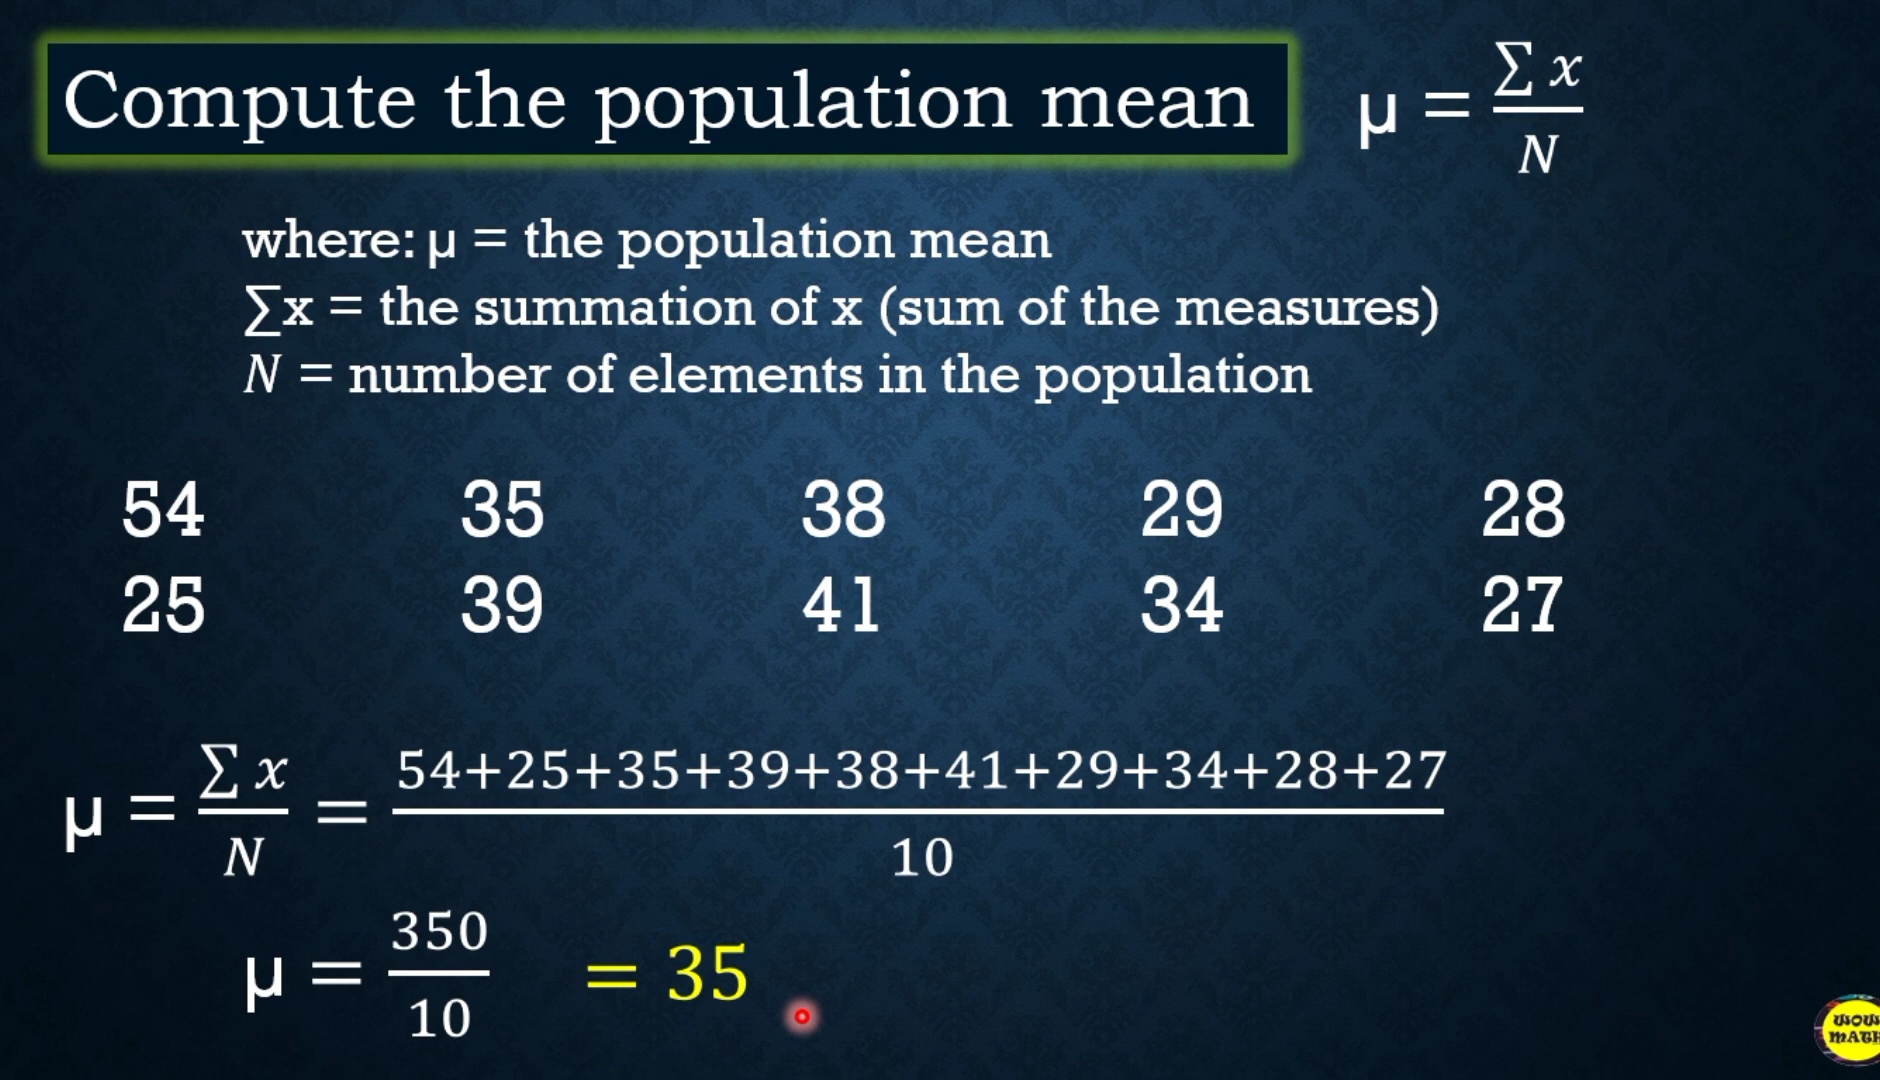 Compute the population mean
μ = ∑ x / N
where: μ = the population mean
∑x = the summation of x (sum of the measures)
N = number of elements in the population
54 35 38 29 28
25 39 41 34 27
μ = ∑ x / N = 54+25+35+39+38+41+29+34+28+27 / 10
μ = 350 / 10 = 35
WOW
MATH